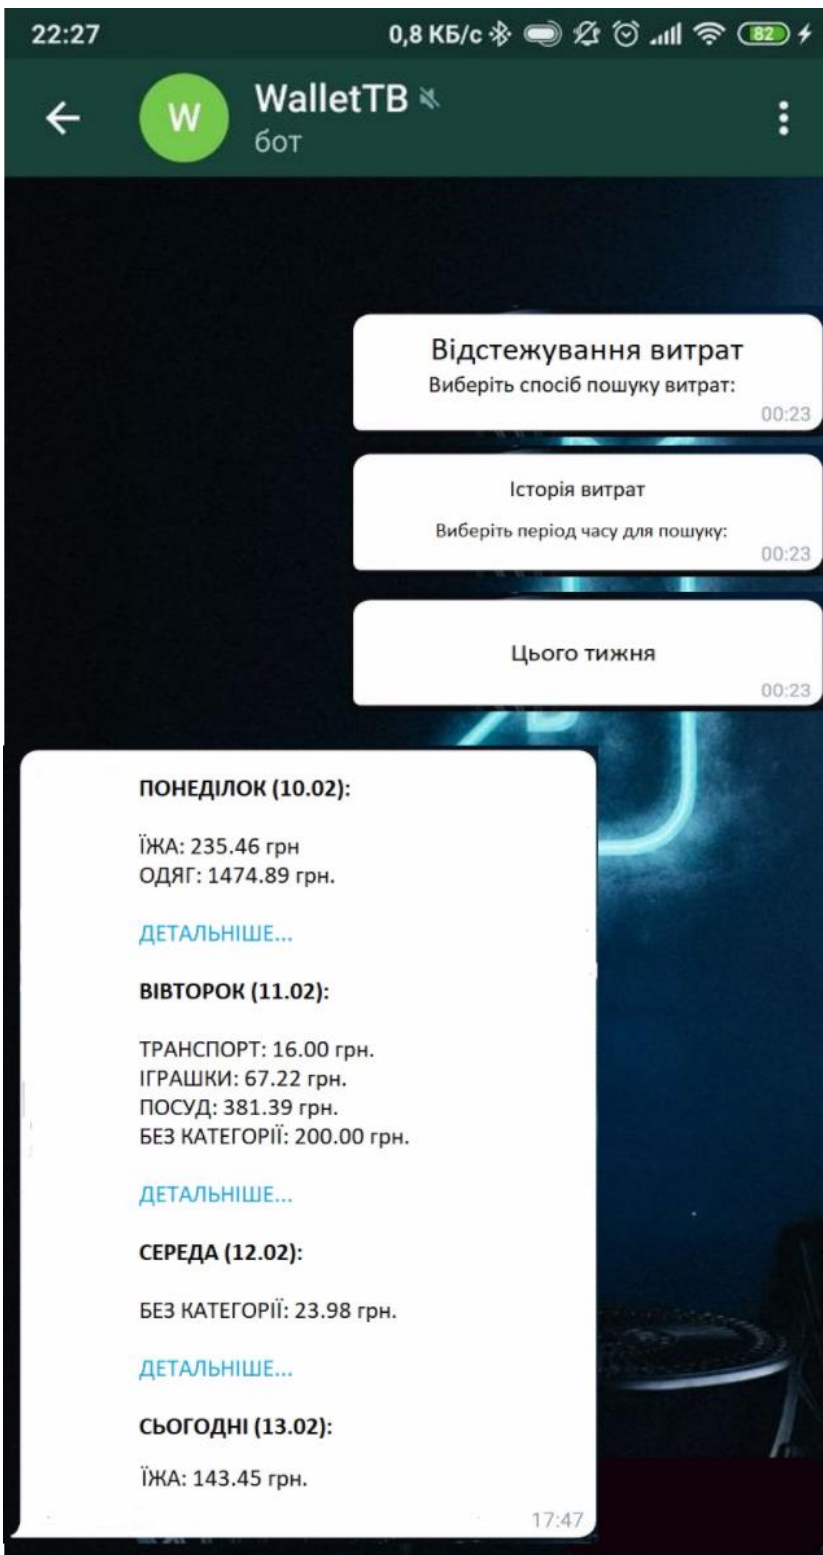 22:27
0,8 КБ/с
82
W
WalletTB
бот
Відстежування витрат
Виберіть спосіб пошуку витрат:
00:23
Історія витрат
Виберіть період часу для пошуку:
00:23
Цього тижня
00:23
ПОНЕДІЛОК (10.02):
ЇЖА: 235.46 грн
ОДЯГ: 1474.89 грн.
ДЕТАЛЬНІШЕ...
ВІВТОРОК (11.02):
ТРАНСПОРТ: 16.00 грн.
ІГРАШКИ: 67.22 грн.
ПОСУД: 381.39 грн.
БЕЗ КАТЕГОРІЇ: 200.00 грн.
ДЕТАЛЬНІШЕ...
СЕРЕДА (12.02):
БЕЗ КАТЕГОРІЇ: 23.98 грн.
ДЕТАЛЬНІШЕ...
СЬОГОДНІ (13.02):
ЇЖА: 143.45 грн.
17:47